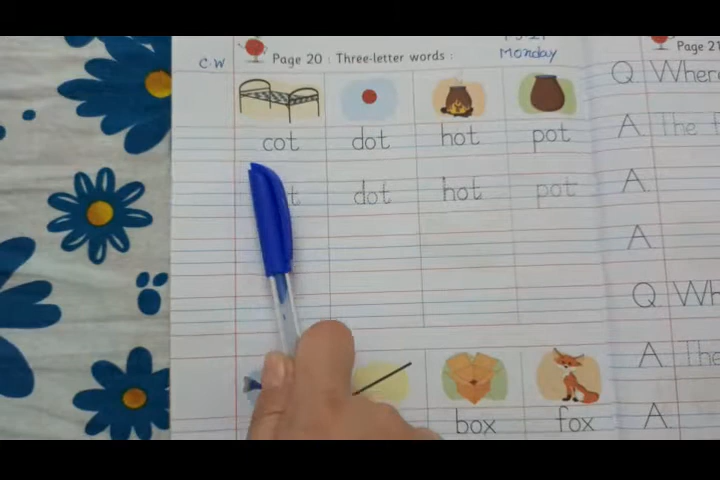 C.W Page 20 : Three-letter words : Monday Page 21
Q. Where
cot dot hot pot A. The
t dot hot pot A.
A.
Q. Wh
A. The
box fox A.